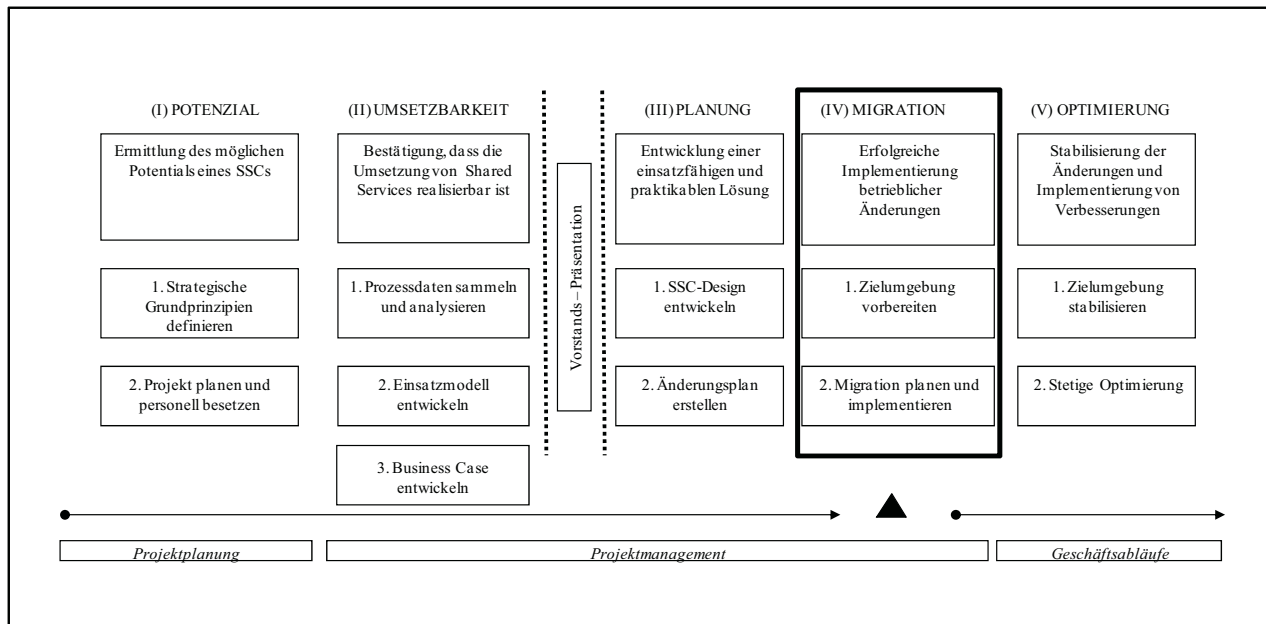 (I) POTENZIAL
Ermittlung des möglichen
Potentials eines SSCs
1. Strategische
Grundprinzipien
definieren
2. Projekt planen und
personell besetzen
(II) UMSETZBARKEIT
Bestätigung, dass die
Umsetzung von Shared
Services realisierbar ist
1. Prozessdaten sammeln
und analysieren
2. Einsatzmodell
entwickeln
3. Business Case
entwickeln
Vorstands – Präsentation
(III) PLANUNG
Entwicklung einer
einsatzfähigen und
praktikablen Lösung
1. SSC-Design
entwickeln
2. Änderungsplan
erstellen
(IV) MIGRATION
Erfolgreiche
Implementierung
betrieblicher
Änderungen
1. Zielumgebung
vorbereiten
2. Migration planen und
implementieren
(V) OPTIMIERUNG
Stabilisierung der
Änderungen und
Implementierung von
Verbesserungen
1. Zielumgebung
stabilisieren
2. Stetige Optimierung
Projektplanung
Projektmanagement
Geschäftsabläufe